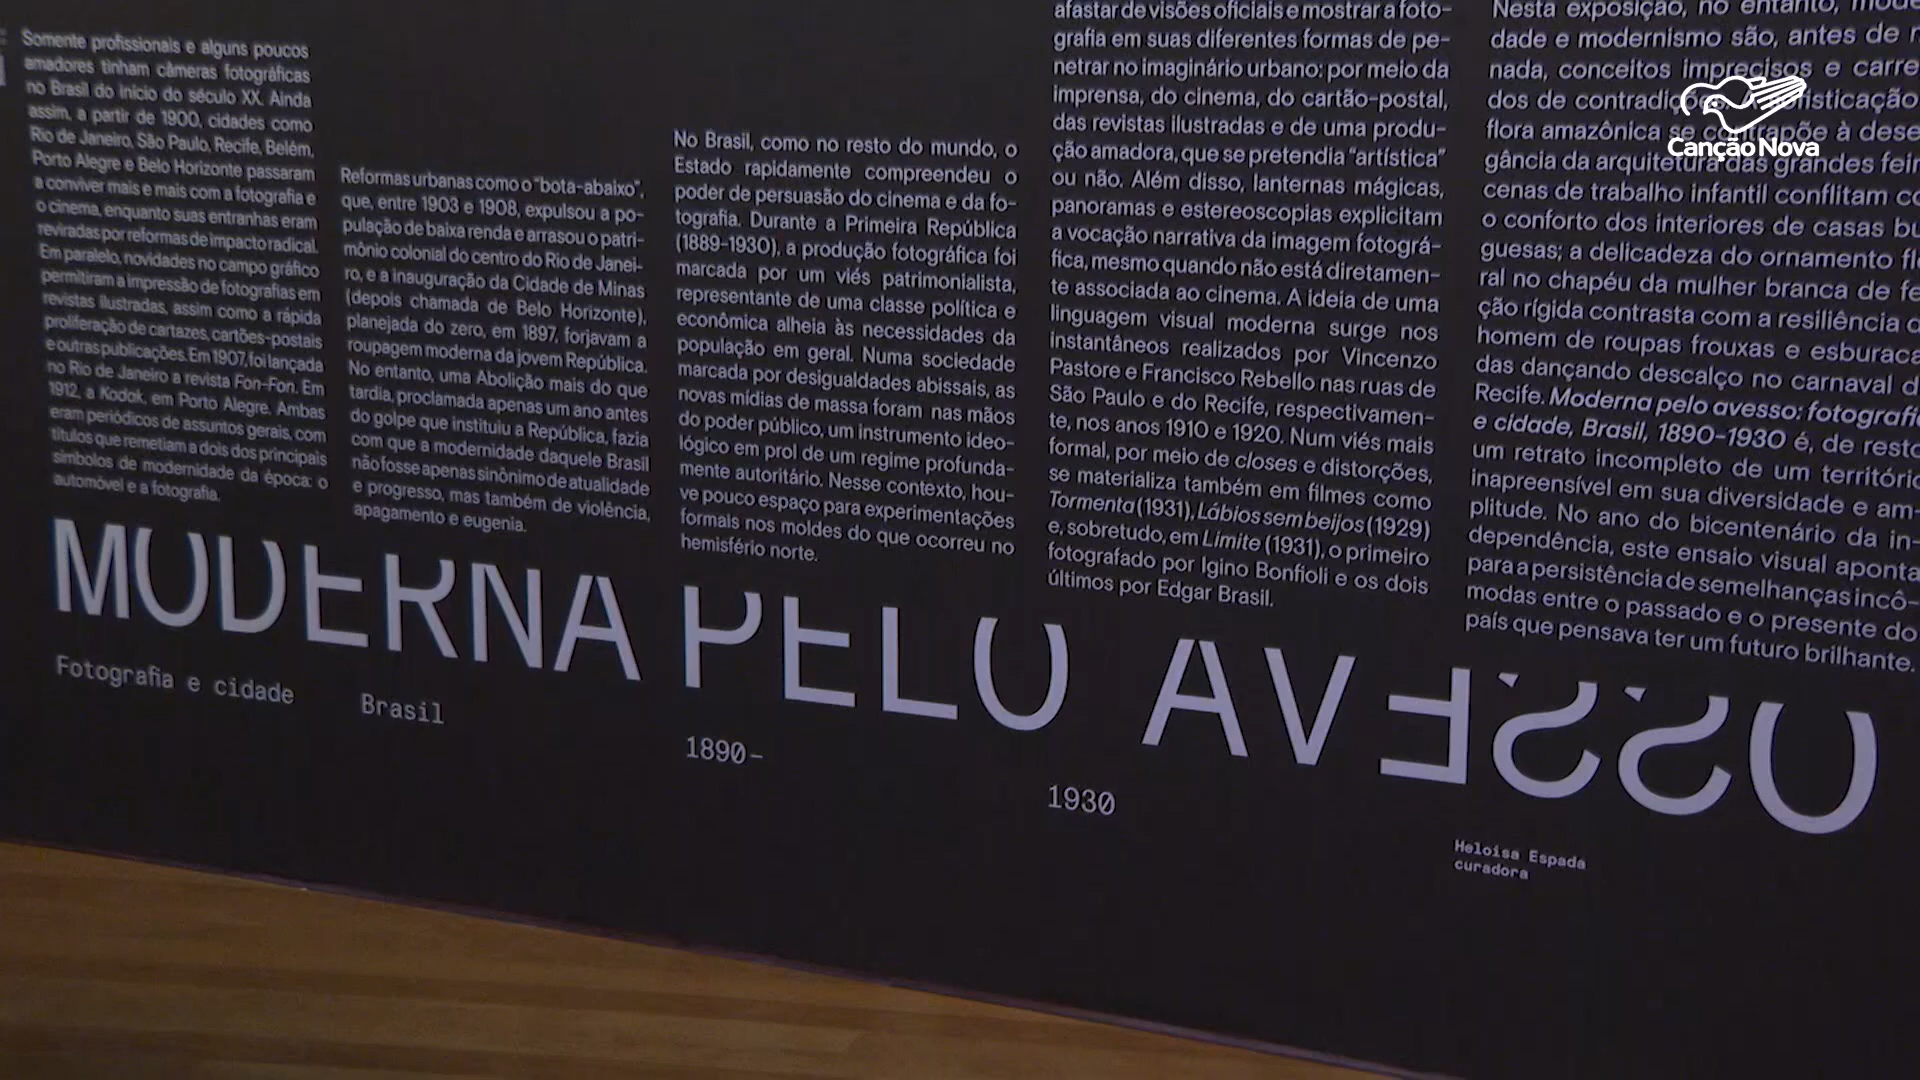 Somente profissionais e alguns poucos
amadores tinham câmeras fotográficas
no Brasil do início do século XX. Ainda
assim, a partir de 1900, cidades como
Rio de Janeiro, São Paulo, Recife, Belém,
Porto Alegre e Belo Horizonte passaram
a conviver mais e mais com a fotografia e
o cinema, enquanto suas entranhas eram
reviradas por reformas de impacto radical.
Em paralelo, novidades no campo gráfico
permitiram a impressão de fotografias em
revistas ilustradas, assim como a rápida
proliferação de cartazes, cartões-postais
e outras publicações. Em 1907, foi lançada
no Rio de Janeiro a revista Fon-Fon. Em
1912, a Kodak, em Porto Alegre. Ambas
eram periódicos de assuntos gerais, com
títulos que remetiam a dois dos principais
símbolos de modernidade da época: o
automóvel e a fotografia.
Reformas urbanas como o "bota-abaixo",
que, entre 1903 e 1908, expulsou a po-
pulação de baixa renda e arrasou o patri-
mônio colonial do centro do Rio de Janei-
ro, e a inauguração da Cidade de Minas
(depois chamada de Belo Horizonte),
planejada do zero, em 1897, forjavam a
roupagem moderna da jovem República.
No entanto, uma Abolição mais do que
tardia, proclamada apenas um ano antes
do golpe que instituiu a República, fazia
com que a modernidade daquele Brasil
não fosse apenas sinônimo de atualidade
e progresso, mas também de violência,
apagamento e eugenia.
No Brasil, como no resto do mundo, o
Estado rapidamente compreendeu o
poder de persuasão do cinema e da fo-
tografia. Durante a Primeira República
(1889-1930), a produção fotográfica foi
marcada por um viés patrimonialista,
representante de uma classe política e
econômica alheia às necessidades da
população em geral. Numa sociedade
marcada por desigualdades abissais, as
novas mídias de massa foram nas mãos
do poder público, um instrumento ideo-
lógico em prol de um regime profunda-
mente autoritário. Nesse contexto, hou-
ve pouco espaço para experimentações
formais nos moldes do que ocorreu no
hemisfério norte.
afastar de visões oficiais e mostrar a foto-
grafia em suas diferentes formas de pe-
netrar no imaginário urbano: por meio da
imprensa, do cinema, do cartão-postal,
das revistas ilustradas e de uma produ-
ção amadora, que se pretendia "artística"
ou não. Além disso, lanternas mágicas,
panoramas e estereoscopias explicitam
a vocação narrativa da imagem fotográ-
fica, mesmo quando não está diretamen-
te associada ao cinema. A ideia de uma
linguagem visual moderna surge nos
instantâneos realizados por Vincenzo
Pastore e Francisco Rebello nas ruas de
São Paulo e do Recife, respectivamen-
te, nos anos 1910 e 1920. Num viés mais
formal, por meio de closes e distorções,
se materializa também em filmes como
Tormenta (1931), Lábios sem beijos (1929)
e, sobretudo, em Limite (1931), o primeiro
fotografado por Igino Bonfioli e os dois
últimos por Edgar Brasil.
Nesta exposição, no entanto,
dade e modernismo são, antes de
nada, conceitos imprecisos e carre
dos de contradições
flora amazônica se contrapõe à dese
gância da arquitetura das grandes fei
cenas de trabalho infantil conflitam c
o conforto dos interiores de casas bu
guesas; a delicadeza do ornamento fl
ral no chapéu da mulher branca de fe
ção rígida contrasta com a resiliência d
homem de roupas frouxas e esburaca
das dançando descalço no carnaval d
Recife. Moderna pelo avesso: fotografi
e cidade, Brasil, 1890-1930 é, de resto
um retrato incompleto de um territóri
inapreensível em sua diversidade e am-
plitude. No ano do bicentenário da in-
dependência, este ensaio visual aponta
para a persistência de semelhanças incô-
modas entre o passado e o presente do
país que pensava ter um futuro brilhante.
MODERNA PELO AVESSO
Fotografia e cidade Brasil
1890-
1930
Heloisa Espada
curadora
Canção Nova